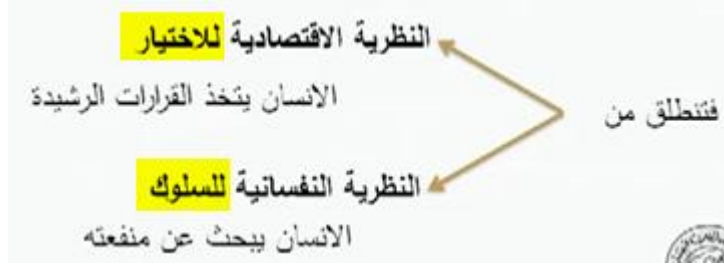 النظرية الاقتصادية للاختيار
الانسان يتخذ القرارات الرشيدة
فتنطلق من
النظرية النفسانية للسلوك
الانسان يبحث عن منفعته